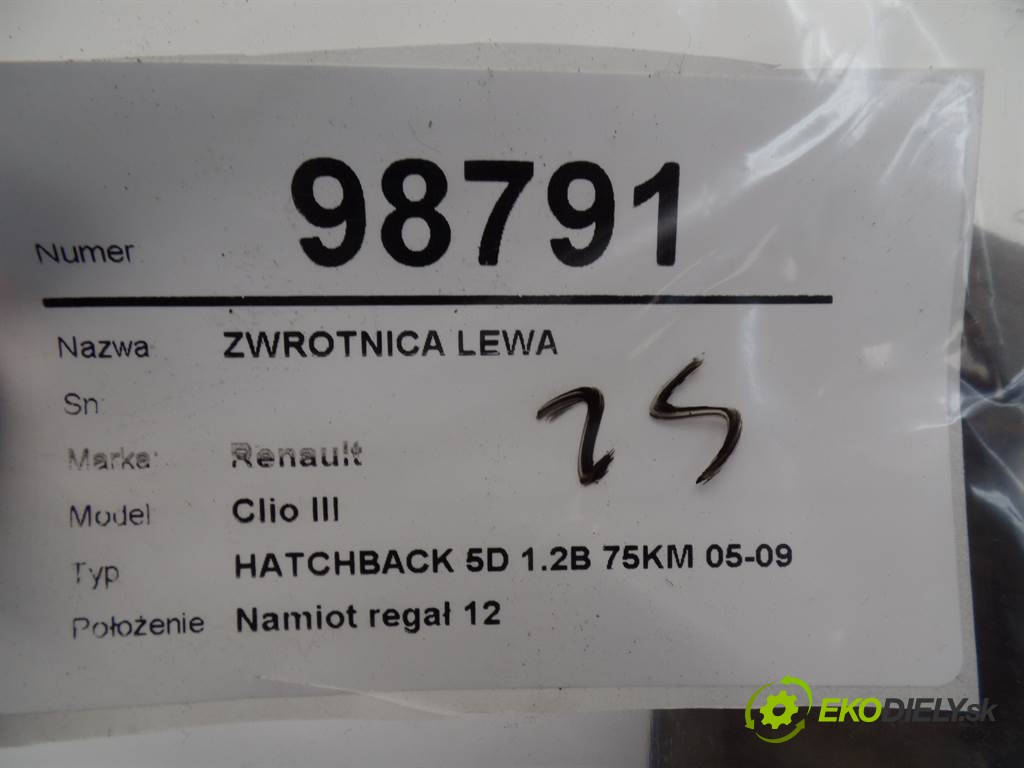 Numer 98791
Nazwa ZWROTNICA LEWA
Sn
Marka: Renault
25
Model Clio III
Typ HATCHBACK 5D 1.2B 75KM 05-09
Położenie Namiot regał 12
EKODIELY.sk